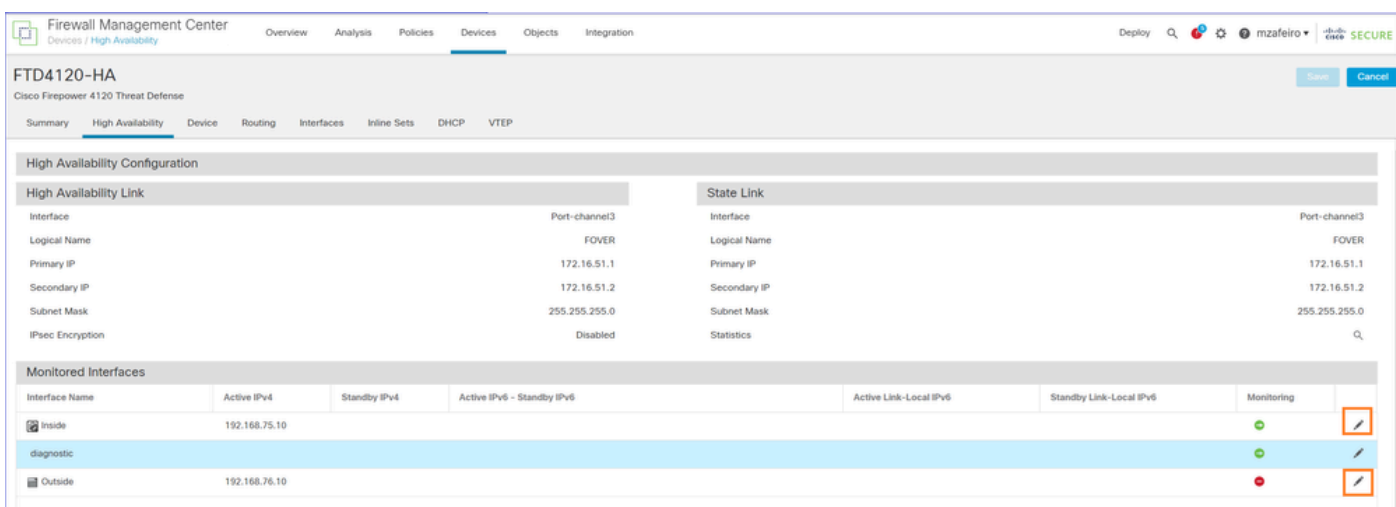 Firewall Management Center
Devices / High Availability
Overview Analysis Policies Devices Objects Integration
Deploy mzafeiro
cisco SECURE
FTD4120-HA
Save Cancel
Cisco Firepower 4120 Threat Defense
Summary High Availability Device Routing Interfaces Inline Sets DHCP VTEP
High Availability Configuration
High Availability Link
Interface Port-channel3
Logical Name FOVER
Primary IP 172.16.51.1
Secondary IP 172.16.51.2
Subnet Mask 255.255.255.0
IPsec Encryption Disabled
State Link
Interface Port-channel3
Logical Name FOVER
Primary IP 172.16.51.1
Secondary IP 172.16.51.2
Subnet Mask 255.255.255.0
Statistics
Monitored Interfaces
Interface Name Active IPv4 Standby IPv4 Active IPv6 - Standby IPv6 Active Link-Local IPv6 Standby Link-Local IPv6 Monitoring
Inside 192.168.75.10
diagnostic
Outside 192.168.76.10